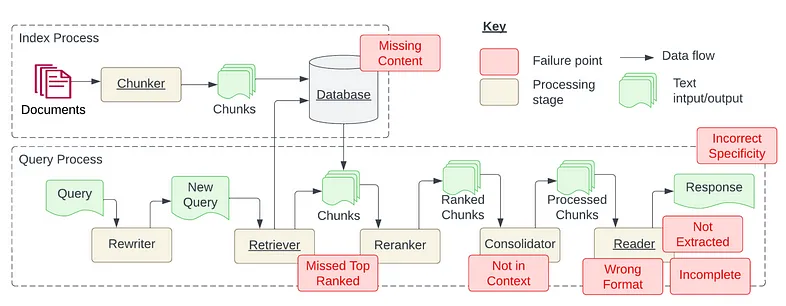 Key
Index Process
Missing
Content
Failure point
Data flow
Documents
Chunker
Chunks
Database
Processing
stage
Text
intput/output
Query Process
Incorrect
Specificity
Query
New
Query
Chunks
Ranked
Chunks
Processed
Chunks
Response
Rewriter
Retriever
Reranker
Consolidator
Reader
Not
Extracted
Missed Top
Ranked
Not in
Context
Wrong
Format
Incomplete